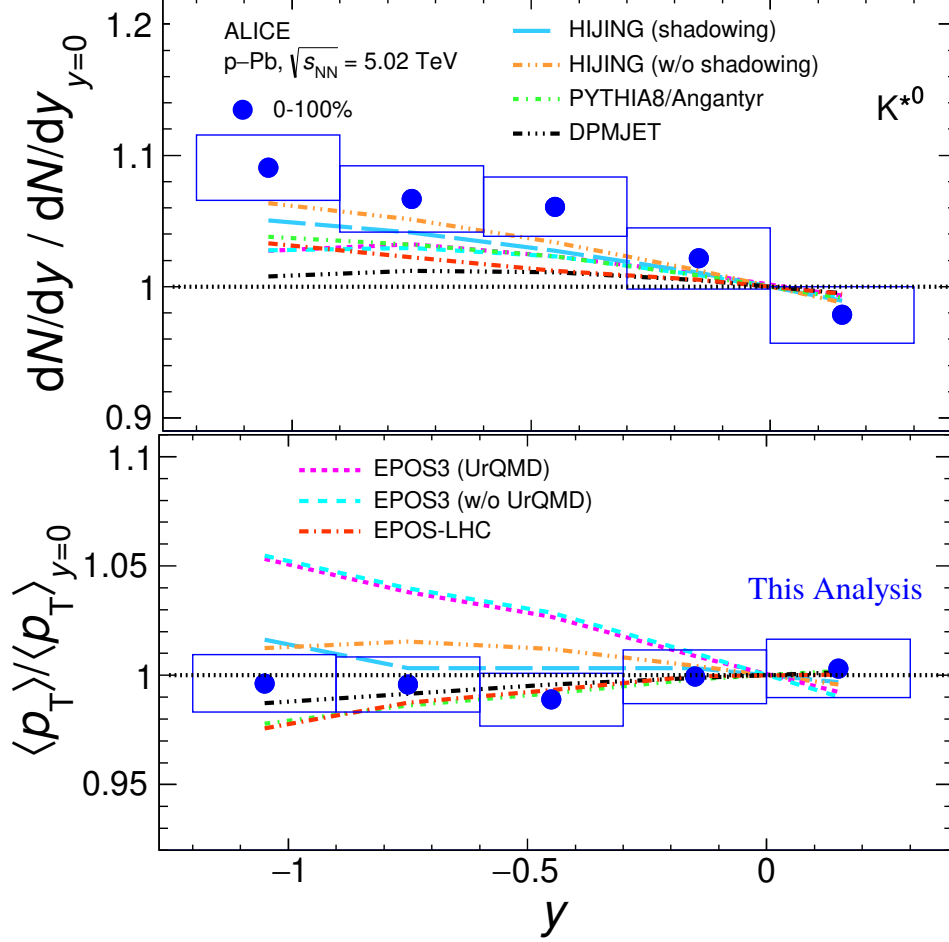 1.2
1.1
1
0.9
dN/dy / dN/dy y=0
ALICE
p−Pb, √sNN = 5.02 TeV
0-100%
HIJING (shadowing)
HIJING (w/o shadowing)
PYTHIA8/Angantyr
DPMJET
K*0
1.1
1.05
1
0.95
⟨pT⟩/⟨pT⟩ y=0
EPOS3 (UrQMD)
EPOS3 (w/o UrQMD)
EPOS-LHC
This Analysis
−1 −0.5 0
y